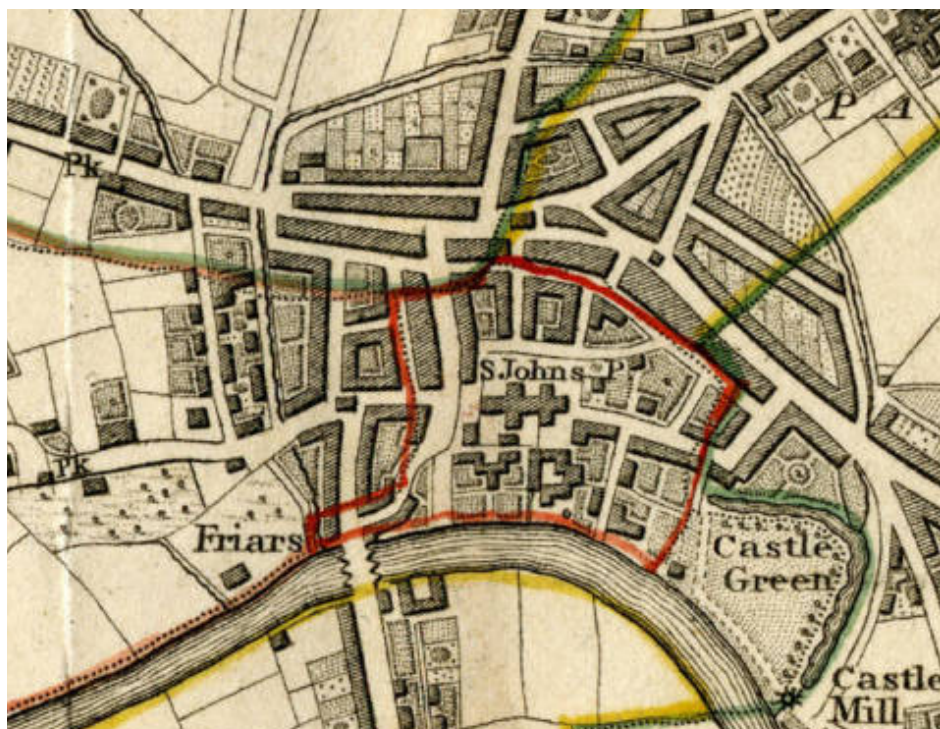 P A
Pk
S. Johns P.
Pk
Friars
Castle
Green
Castle
Mill